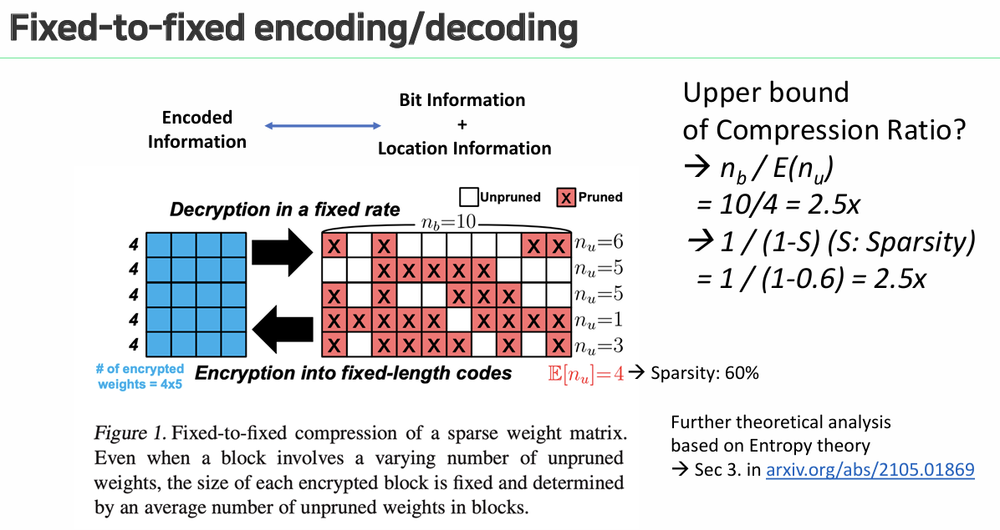 Fixed-to-fixed encoding/decoding
Encoded
Information
Bit Information
+
Location Information
Upper bound
of Compression Ratio?
→ n_b / E(n_u)
= 10/4 = 2.5x
→ 1 / (1-S) (S: Sparsity)
= 1 / (1-0.6) = 2.5x
Decryption in a fixed rate
Unpruned
X Pruned
n_b=10
4
4
4
4
4
X X X X n_u=6
X X X X X n_u=5
X X X X X n_u=5
X X X X X X X X X n_u=1
X X X X X X X n_u=3
# of encrypted
weights = 4x5
Encryption into fixed-length codes
𝔼[n_u]=4 → Sparsity: 60%
Figure 1. Fixed-to-fixed compression of a sparse weight matrix.
Even when a block involves a varying number of unpruned
weights, the size of each encrypted block is fixed and determined
by an average number of unpruned weights in blocks.
Further theoretical analysis
based on Entropy theory
→ Sec 3. in arxiv.org/abs/2105.01869